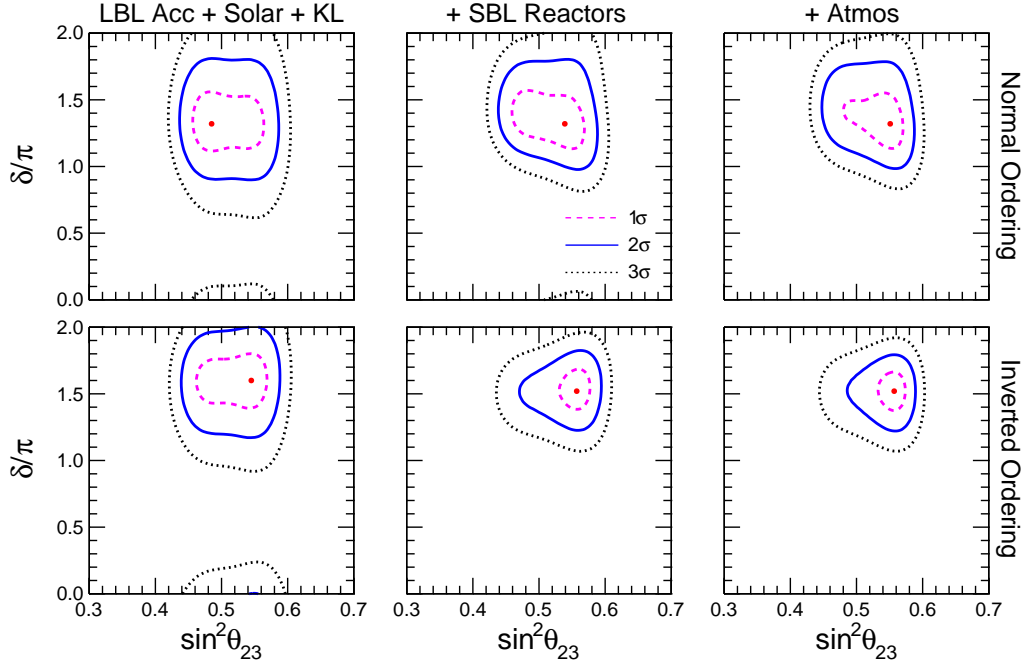 LBL Acc + Solar + KL
+ SBL Reactors
+ Atmos
2.0
1.5
1.0
0.5
0.0
δ/π
1σ
2σ
3σ
Normal Ordering
2.0
1.5
1.0
0.5
0.0
δ/π
Inverted Ordering
0.3 0.4 0.5 0.6 0.7
0.3 0.4 0.5 0.6 0.7
0.3 0.4 0.5 0.6 0.7
sin²θ₂₃
sin²θ₂₃
sin²θ₂₃